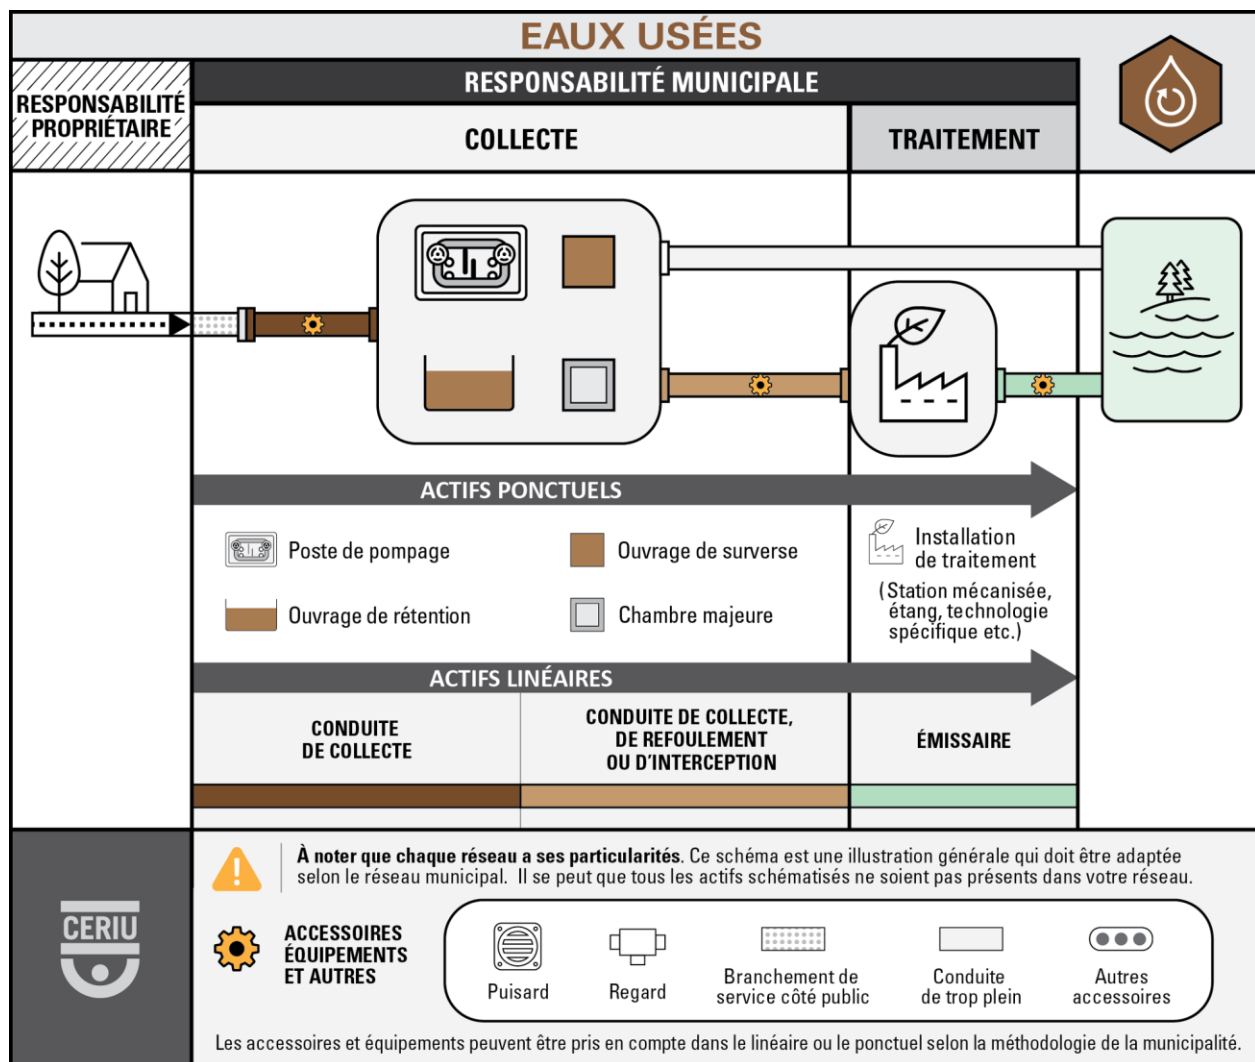 EAUX USÉES
RESPONSABILITÉ
PROPRIÉTAIRE
RESPONSABILITÉ MUNICIPALE
COLLECTE
TRAITEMENT
ACTIFS PONCTUELS
Poste de pompage
Ouvrage de surverse
Ouvrage de rétention
Chambre majeure
Installation
de traitement
(Station mécanisée,
étang, technologie
spécifique etc.)
ACTIFS LINÉAIRES
CONDUITE
DE COLLECTE
CONDUITE DE COLLECTE,
DE REFOULEMENT
OU D'INTERCEPTION
ÉMISSAIRE
CERIU
À noter que chaque réseau a ses particularités. Ce schéma est une illustration générale qui doit être adaptée
selon le réseau municipal. Il se peut que tous les actifs schématisés ne soient pas présents dans votre réseau.
ACCESSOIRES
ÉQUIPEMENTS
ET AUTRES
Puisard
Regard
Branchement de
service côté public
Conduite
de trop plein
Autres
accessoires
Les accessoires et équipements peuvent être pris en compte dans le linéaire ou le ponctuel selon la méthodologie de la municipalité.